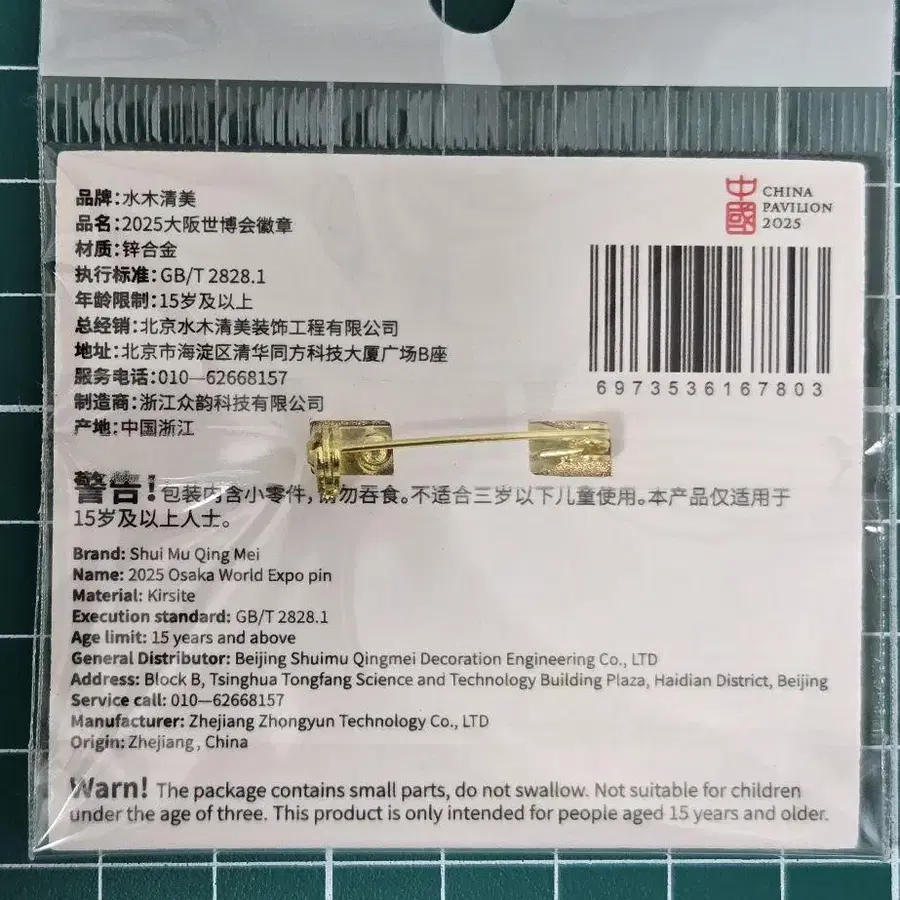 品牌：水木清美
品名：2025大阪世博会徽章
材质：锌合金
执行标准：GB/T 2828.1
年龄限制：15岁及以上
总经销：北京水木清美装饰工程有限公司
地址：北京市海淀区清华同方科技大厦广场B座
服务电话：010—62668157
制造商：浙江众韵科技有限公司
产地：中国浙江
中國
CHINA
PAVILION
2025
6973536167803
警告！包装内含小零件，请勿吞食。不适合三岁以下儿童使用。本产品仅适用于
15岁及以上人士。
Brand: Shui Mu Qing Mei
Name: 2025 Osaka World Expo pin
Material: Kirsite
Execution standard: GB/T 2828.1
Age limit: 15 years and above
General Distributor: Beijing Shuimu Qingmei Decoration Engineering Co., LTD
Address: Block B, Tsinghua Tongfang Science and Technology Building Plaza, Haidian District, Beijing
Service call: 010—62668157
Manufacturer: Zhejiang Zhongyun Technology Co., LTD
Origin: Zhejiang, China
Warn! The package contains small parts, do not swallow. Not suitable for children
under the age of three. This product is only intended for people aged 15 years and older.